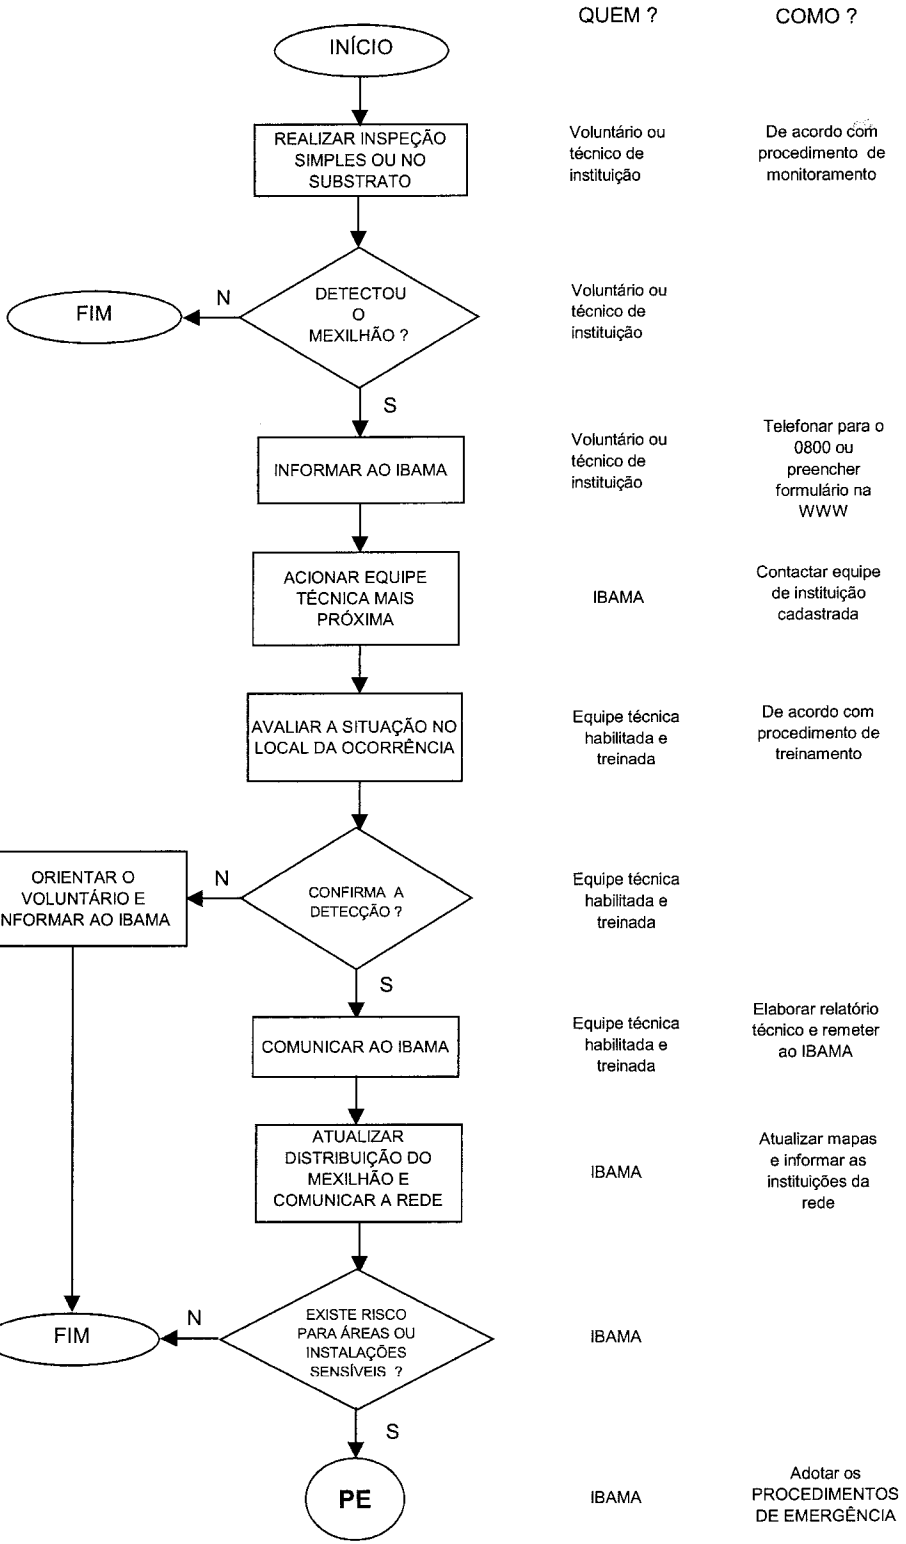 QUEM ?
COMO ?
INÍCIO
REALIZAR INSPEÇÃO
SIMPLES OU NO
SUBSTRATO
Voluntário ou
técnico de
instituição
De acordo com
procedimento de
monitoramento
DETECTOU
O
MEXILHÃO ?
N
FIM
Voluntário ou
técnico de
instituição
S
INFORMAR AO IBAMA
Voluntário ou
técnico de
instituição
Telefonar para o
0800 ou
preencher
formulário na
WWW
ACIONAR EQUIPE
TÉCNICA MAIS
PRÓXIMA
IBAMA
Contactar equipe
de instituição
cadastrada
AVALIAR A SITUAÇÃO NO
LOCAL DA OCORRÊNCIA
Equipe técnica
habilitada e
treinada
De acordo com
procedimento de
treinamento
CONFIRMA A
DETECÇÃO ?
N
ORIENTAR O
VOLUNTÁRIO E
NFORMAR AO IBAMA
Equipe técnica
habilitada e
treinada
S
COMUNICAR AO IBAMA
Equipe técnica
habilitada e
treinada
Elaborar relatório
técnico e remeter
ao IBAMA
ATUALIZAR
DISTRIBUIÇÃO DO
MEXILHÃO E
COMUNICAR A REDE
IBAMA
Atualizar mapas
e informar as
instituições da
rede
EXISTE RISCO
PARA ÁREAS OU
INSTALAÇÕES
SENSÍVEIS ?
N
FIM
IBAMA
S
PE
IBAMA
Adotar os
PROCEDIMENTOS
DE EMERGÊNCIA